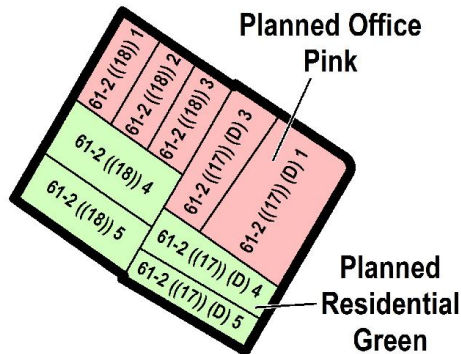 Planned Office
Pink
61-2 ((18)) 1
61-2 ((18)) 2
61-2 ((18)) 3
61-2 ((17)) (D) 3
61-2 ((17)) (D) 1
61-2 ((18)) 4
61-2 ((18)) 5
61-2 ((17)) (D) 4
61-2 ((17)) (D) 5
Planned
Residential
Green